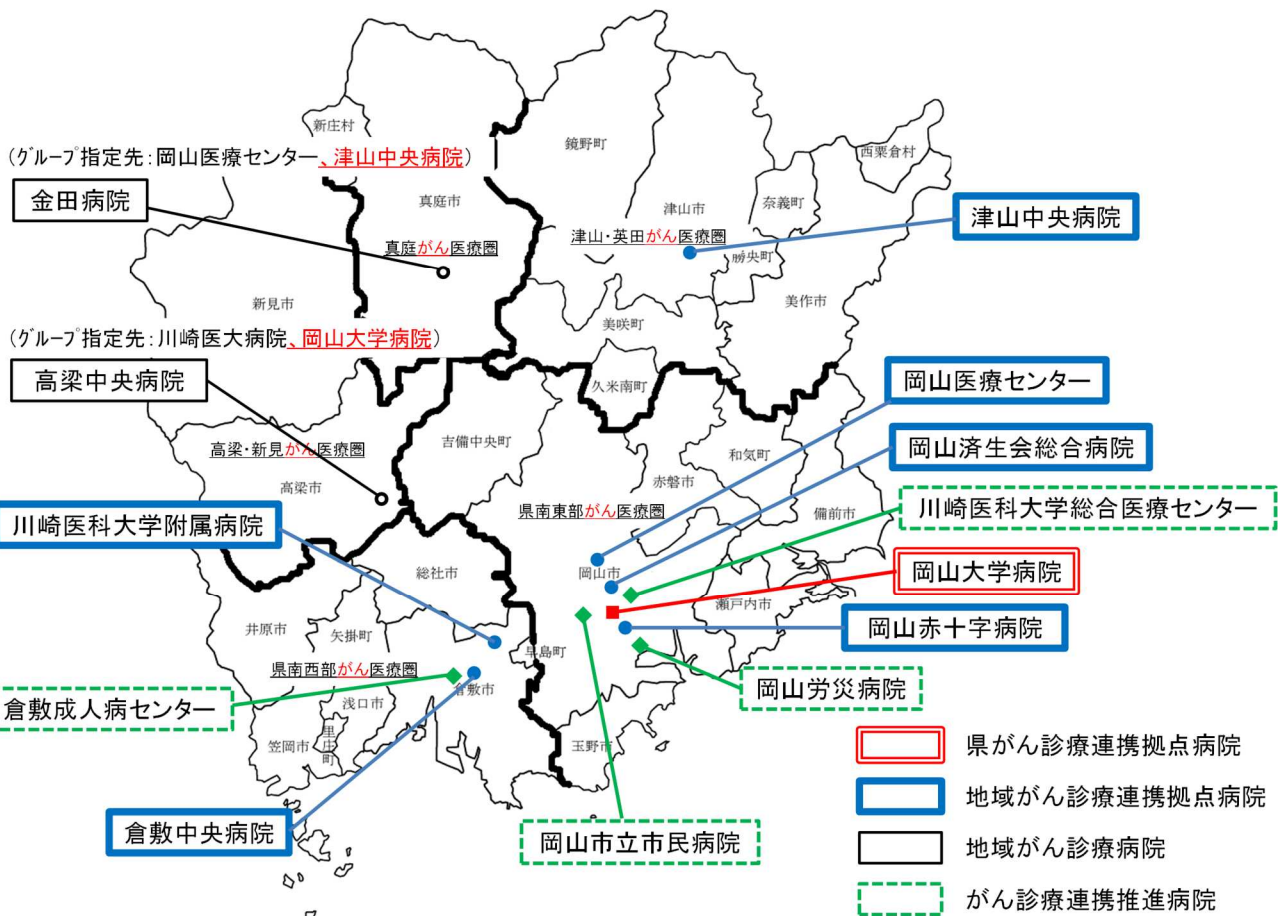 新庄村
鏡野町
西粟倉村
(グループ指定先:岡山医療センター、津山中央病院)
金田病院
真庭市
津山市
奈義町
津山中央病院
真庭がん医療圏
津山・英田がん医療圏
勝央町
新見市
美作市
美咲町
(グループ指定先:川崎医大病院、岡山大学病院)
高梁中央病院
久米南町
岡山医療センター
吉備中央町
高梁・新見がん医療圏
和気町
岡山済生会総合病院
赤磐市
高梁市
県南東部がん医療圏
備前市
川崎医科大学総合医療センター
川崎医科大学附属病院
総社市
岡山市
岡山大学病院
瀬戸内市
井原市
矢掛町
早島町
岡山赤十字病院
県南西部がん医療圏
倉敷市
岡山労災病院
倉敷成人病センター
浅口市
里庄町
笠岡市
玉野市
県がん診療連携拠点病院
地域がん診療連携拠点病院
倉敷中央病院
岡山市立市民病院
地域がん診療病院
がん診療連携推進病院